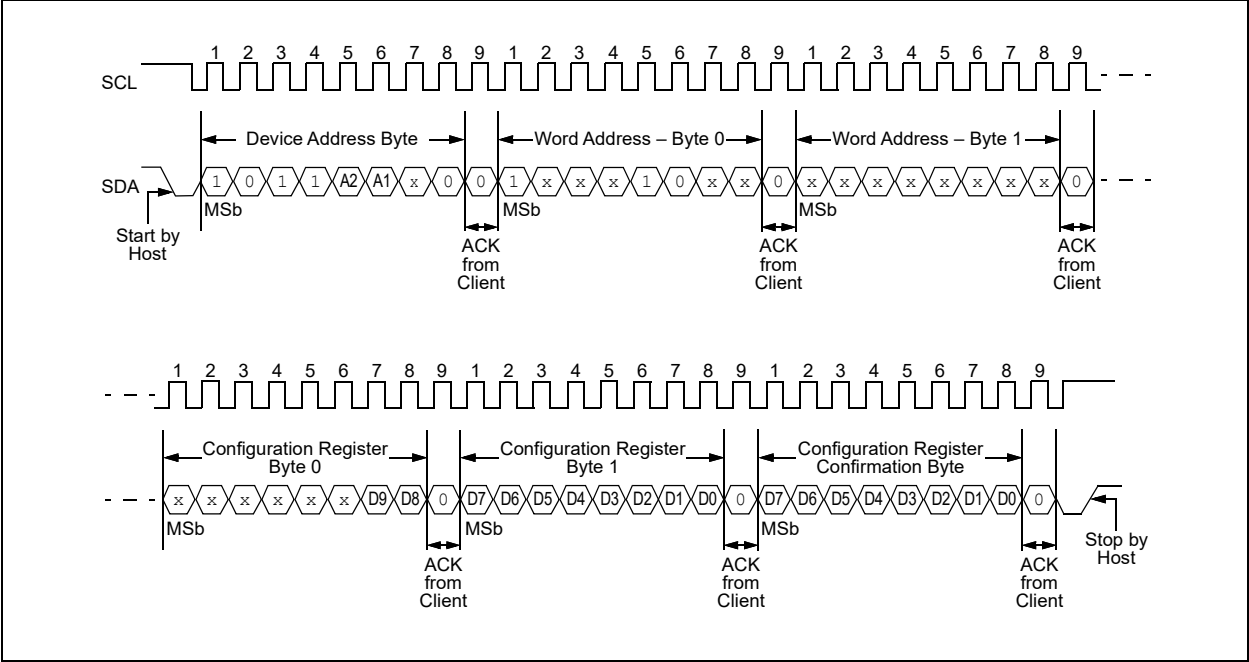 1 2 3 4 5 6 7 8 9 1 2 3 4 5 6 7 8 9 1 2 3 4 5 6 7 8 9
SCL
Device Address Byte Word Address – Byte 0 Word Address – Byte 1
SDA 1 0 1 1 A2 A1 x 0 0 1 x x x 1 0 x x 0 x x x x x x x x 0
MSb MSb MSb
Start by
Host
ACK
from
Client
ACK
from
Client
ACK
from
Client
1 2 3 4 5 6 7 8 9 1 2 3 4 5 6 7 8 9 1 2 3 4 5 6 7 8 9
Configuration Register
Byte 0
Configuration Register
Byte 1
Configuration Register
Confirmation Byte
x x x x x x D9 D8 0 D7 D6 D5 D4 D3 D2 D1 D0 0 D7 D6 D5 D4 D3 D2 D1 D0 0
MSb MSb MSb
Stop by
Host
ACK
from
Client
ACK
from
Client
ACK
from
Client